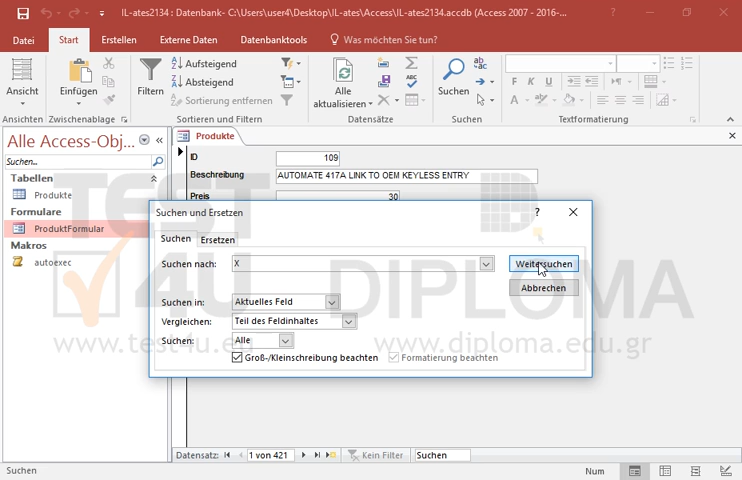 IL-ates2134 : Datenbank- C:\Users\user4\Desktop\IL-ates\Access\IL-ates2134.accdb (Access 2007 - 2016-...
Datei Start Erstellen Externe Daten Datenbanktools Was möchten Sie tun?
Ansicht
Einfügen
Filtern
Aufsteigend
Absteigend
Sortierung entfernen
Alle
aktualisieren
Suchen
F K U
Ansichten Zwischenablage Sortieren und Filtern Datensätze Suchen Textformatierung
Alle Access-Obj...
Suchen...
Tabellen
Produkte
Formulare
ProduktFormular
Makros
autoexec
Produkte
ID 109
Beschreibung AUTOMATE 417A LINK TO OEM KEYLESS ENTRY
Preis 30
Suchen und Ersetzen
Suchen Ersetzen
Suchen nach: X Weitersuchen
Abbrechen
Suchen in: Aktuelles Feld
Vergleichen: Teil des Feldinhaltes
Suchen: Alle
Groß-/Kleinschreibung beachten Formatierung beachten
TEST
4U DIPLOMA
www.test4u.eu www.diploma.edu.gr
Datensatz: 1 von 421 Kein Filter Suchen
Suchen Num